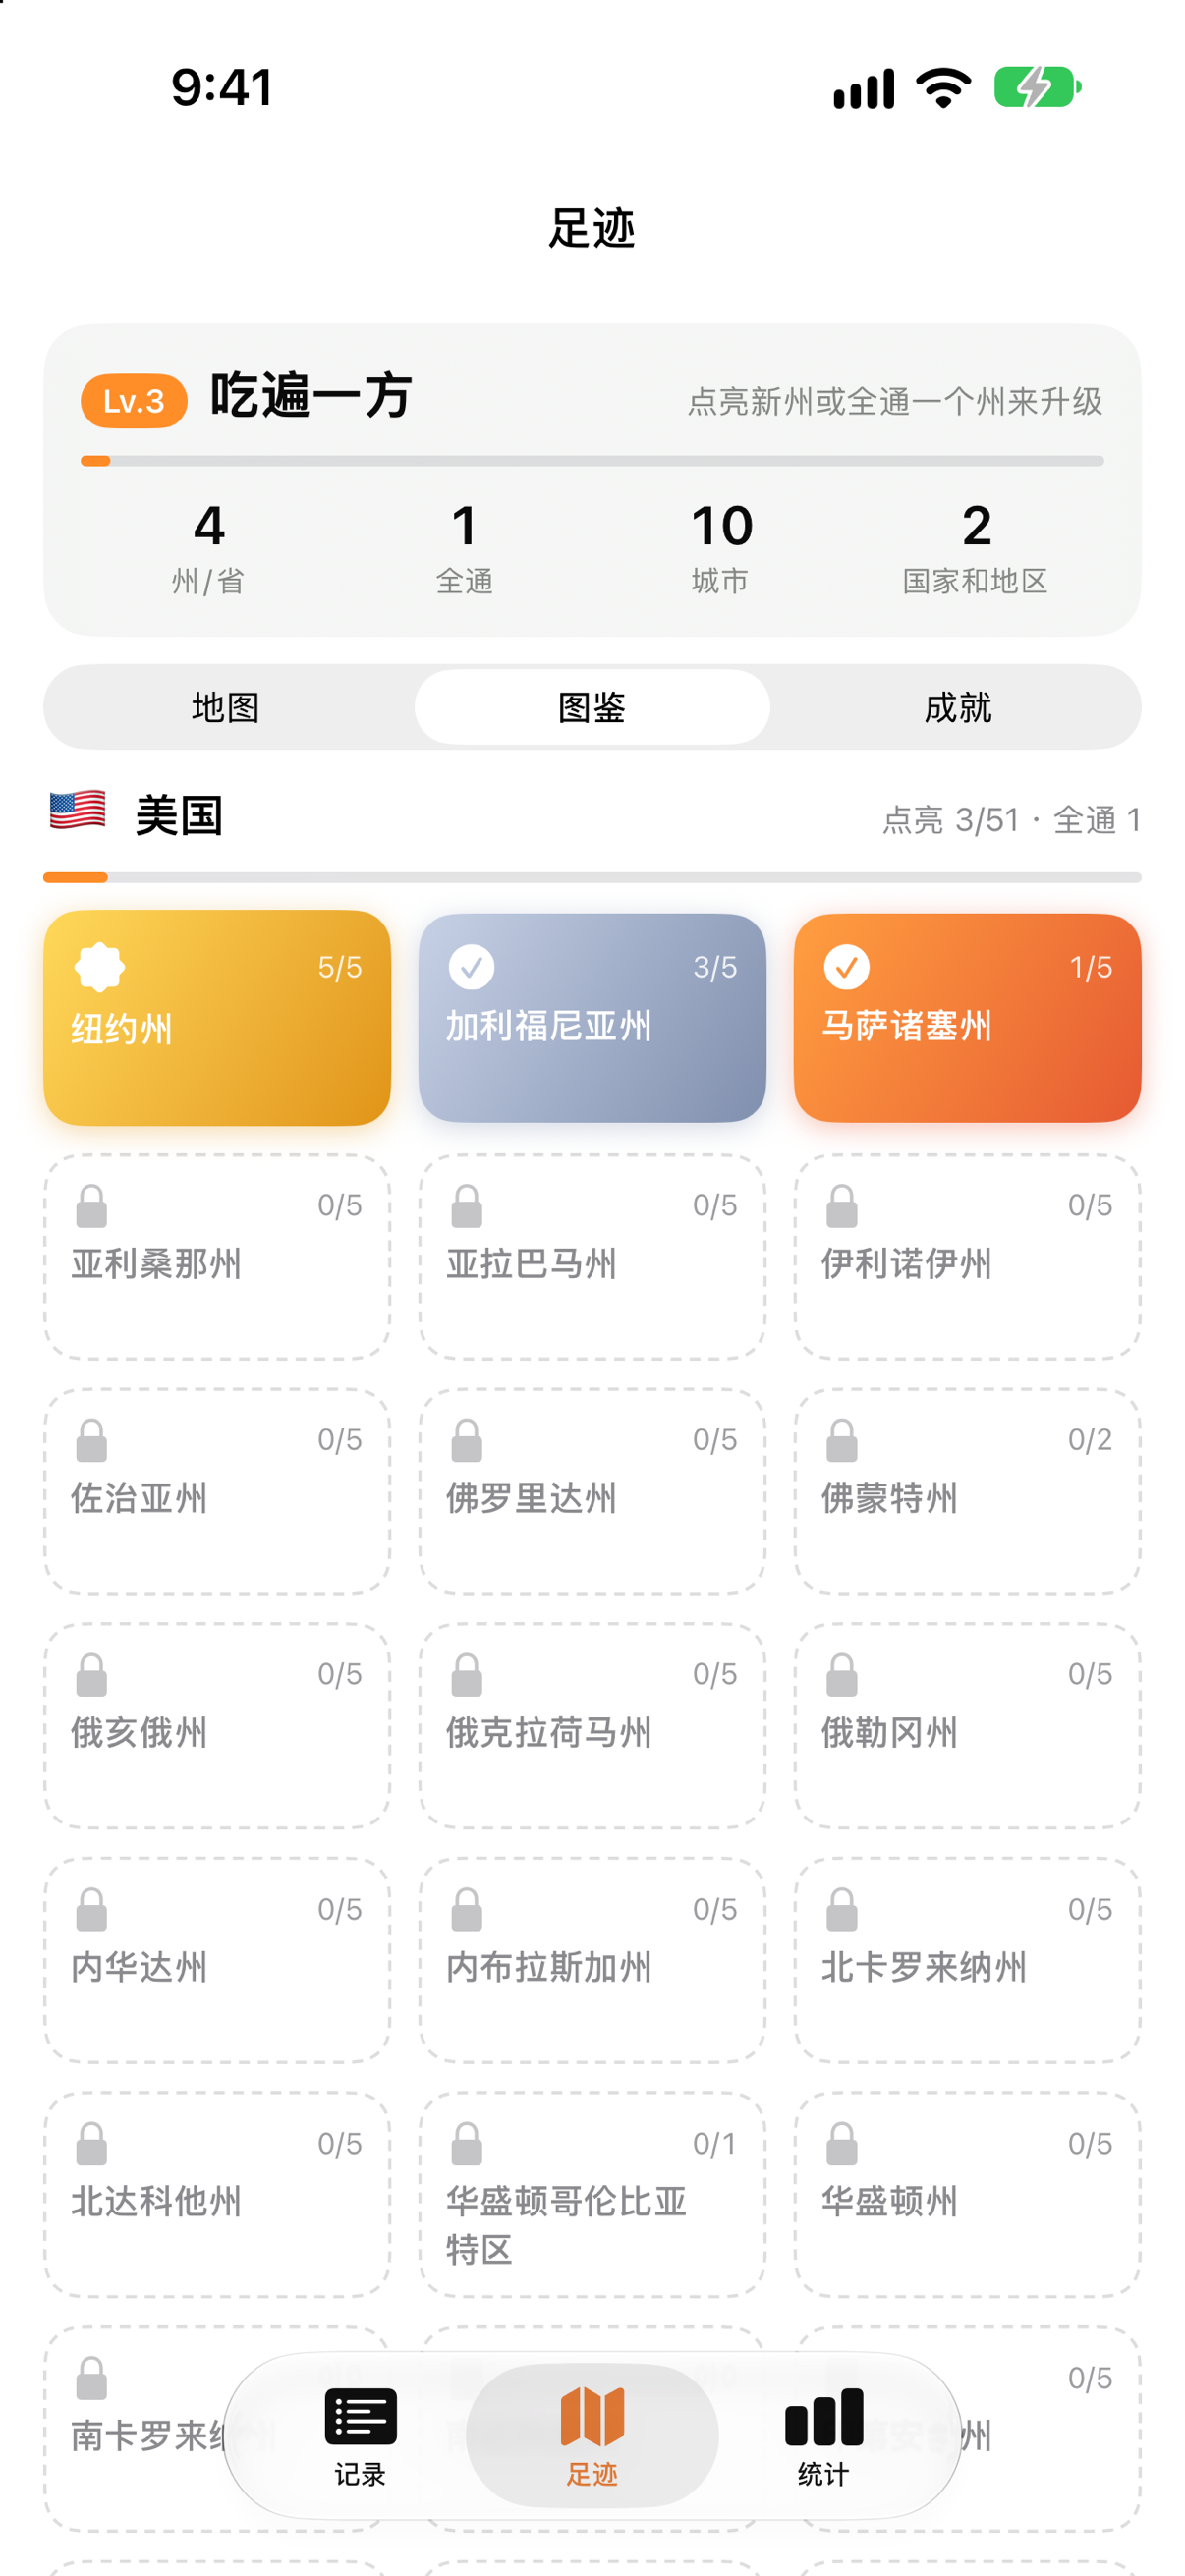 9:41
足迹
Lv.3 吃遍一方 点亮新州或全通一个州来升级
4 1 10 2
州/省 全通 城市 国家和地区
地图 图鉴 成就
美国 点亮 3/51 · 全通 1
5/5 3/5 1/5
纽约州 加利福尼亚州 马萨诸塞州
0/5 0/5 0/5
亚利桑那州 亚拉巴马州 伊利诺伊州
0/5 0/5 0/2
佐治亚州 佛罗里达州 佛蒙特州
0/5 0/5 0/5
俄亥俄州 俄克拉荷马州 俄勒冈州
0/5 0/5 0/5
内华达州 内布拉斯加州 北卡罗来纳州
0/5 0/1 0/5
北达科他州 华盛顿哥伦比亚 华盛顿州
特区
0/5
南卡罗来 州
记录 足迹 统计